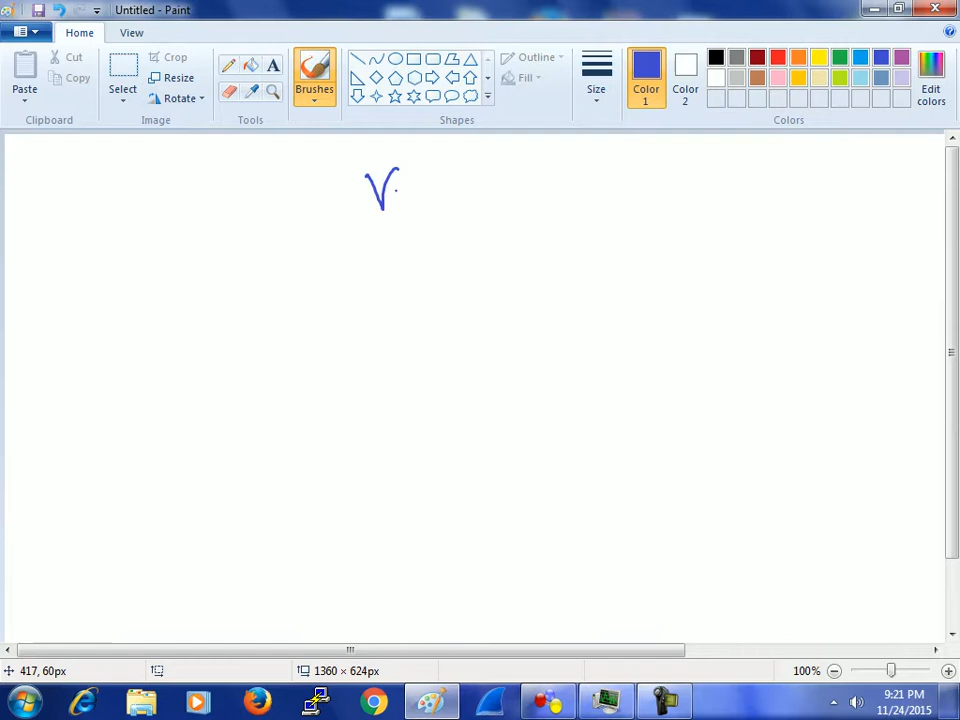 Untitled - Paint
Home View
Paste
Cut
Copy
Clipboard
Select
Crop
Resize
Rotate
Image
A
Tools
Brushes
Outline
Fill
Shapes
Size
Color 1
Color 2
Edit colors
Colors
V
417, 60px
1360 × 624px
100%
9:21 PM
11/24/2015